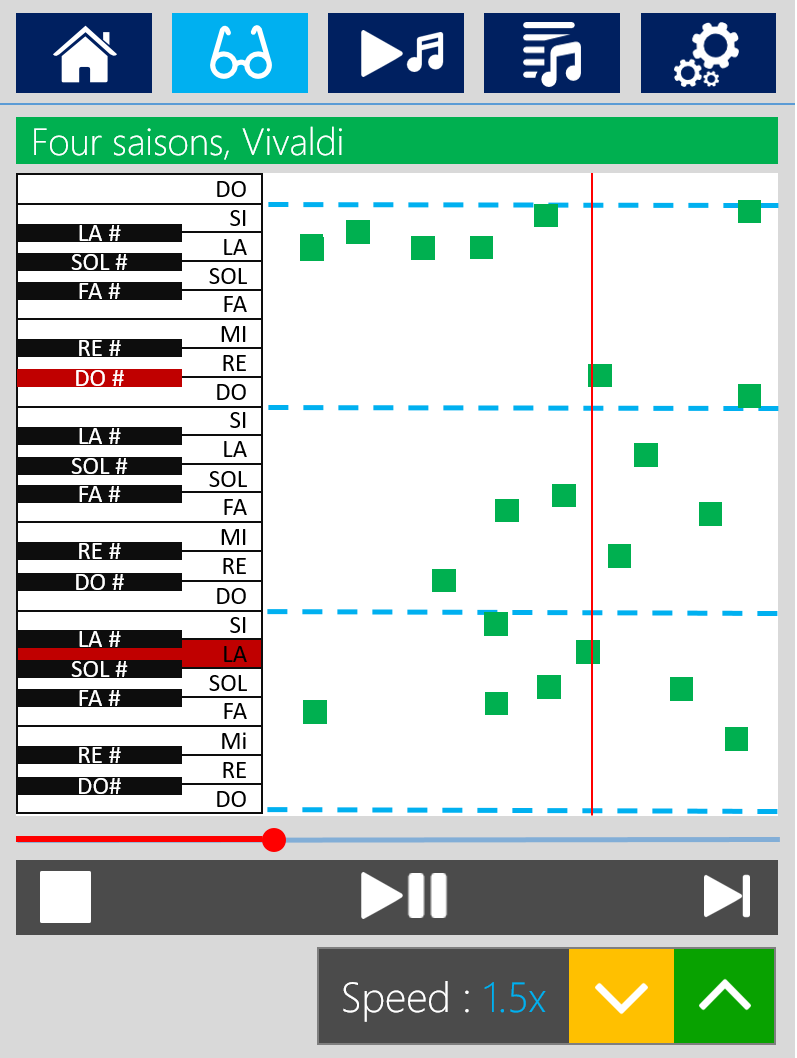 Four saisons, Vivaldi
DO
SI
LA #
LA
SOL #
SOL
FA #
FA
MI
RE #
RE
DO #
DO
SI
LA #
LA
SOL #
SOL
FA #
FA
MI
RE #
RE
DO #
DO
SI
LA #
LA
SOL #
SOL
FA #
FA
Mi
RE #
RE
DO#
DO
Speed : 1.5x